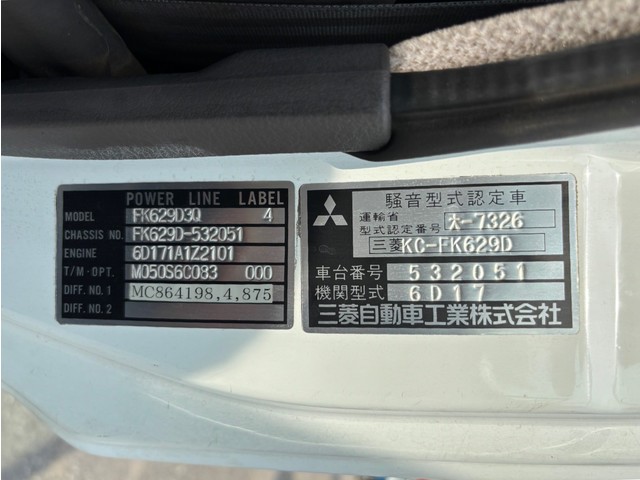 POWER LINE LABEL
MODEL FK629D3Q 4
CHASSIS NO. FK629D-532051
ENGINE 6D171A1Z2101
T/M・OPT. M050S6C083 000
DIFF. NO. 1 MC864198,4,875
DIFF. NO. 2
騒音型式認定車
運輸省
型式認定番号 大-7326
三菱KC-FK629D
車台番号 532051
機関型式 6D17
三菱自動車工業株式会社